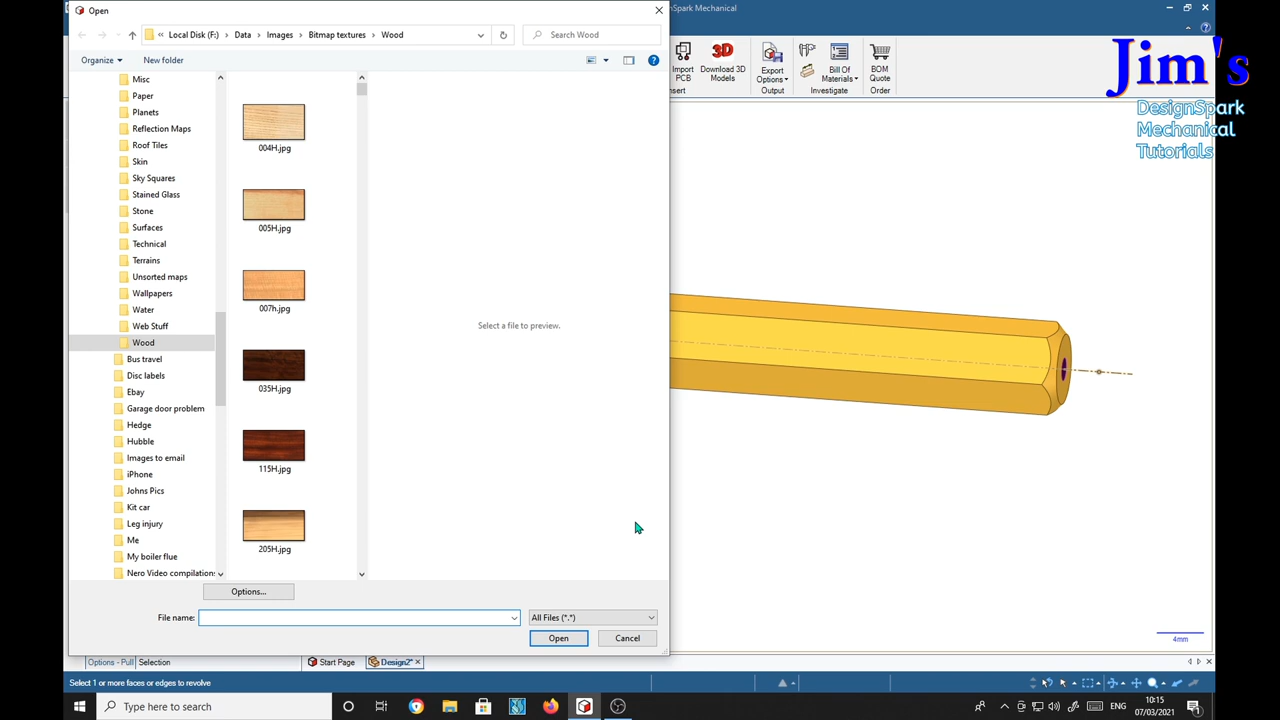 Open
nSpark Mechanical
« Local Disk (F:) > Data > Images > Bitmap textures > Wood
Search Wood
Organize
New folder
Import
PCB
Download 3D
Models
Export
Options
Bill Of
Materials
BOM
Quote
nsert
Output
Investigate
Order
Jim's
DesignSpark
Mechanical
Tutorials
Misc
Paper
Planets
Reflection Maps
Roof Tiles
Skin
Sky Squares
Stained Glass
Stone
Surfaces
Technical
Terrains
Unsorted maps
Wallpapers
Water
Web Stuff
Wood
Bus travel
Disc labels
Ebay
Garage door problem
Hedge
Hubble
Images to email
iPhone
Johns Pics
Kit car
Leg injury
Me
My boiler flue
Nero Video compilations
004H.jpg
005H.jpg
007h.jpg
035H.jpg
115H.jpg
205H.jpg
Select a file to preview.
Options...
File name:
All Files (*.*)
Open
Cancel
4mm
Options - Pull
Selection
Start Page
Design2*
Select 1 or more faces or edges to revolve
Type here to search
ENG
10:15
07/03/2021
1